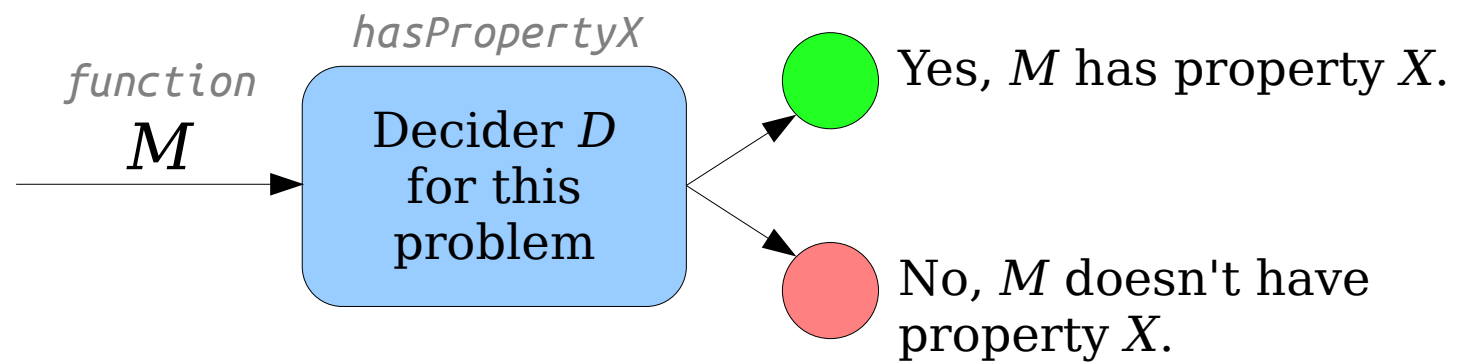 function
M
hasPropertyX
Decider D
for this
problem
Yes, M has property X.
No, M doesn't have
property X.